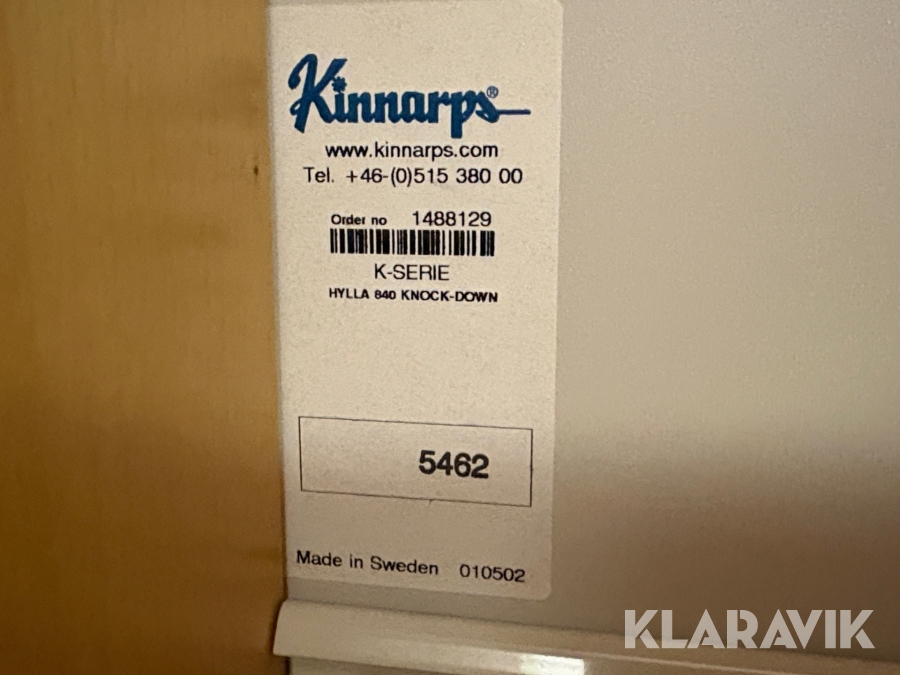 Kinnarps®
www.kinnarps.com
Tel. +46-(0)515 380 00
Order no 1488129
K-SERIE
HYLLA 840 KNOCK-DOWN
5462
Made in Sweden 010502
KLARAVIK